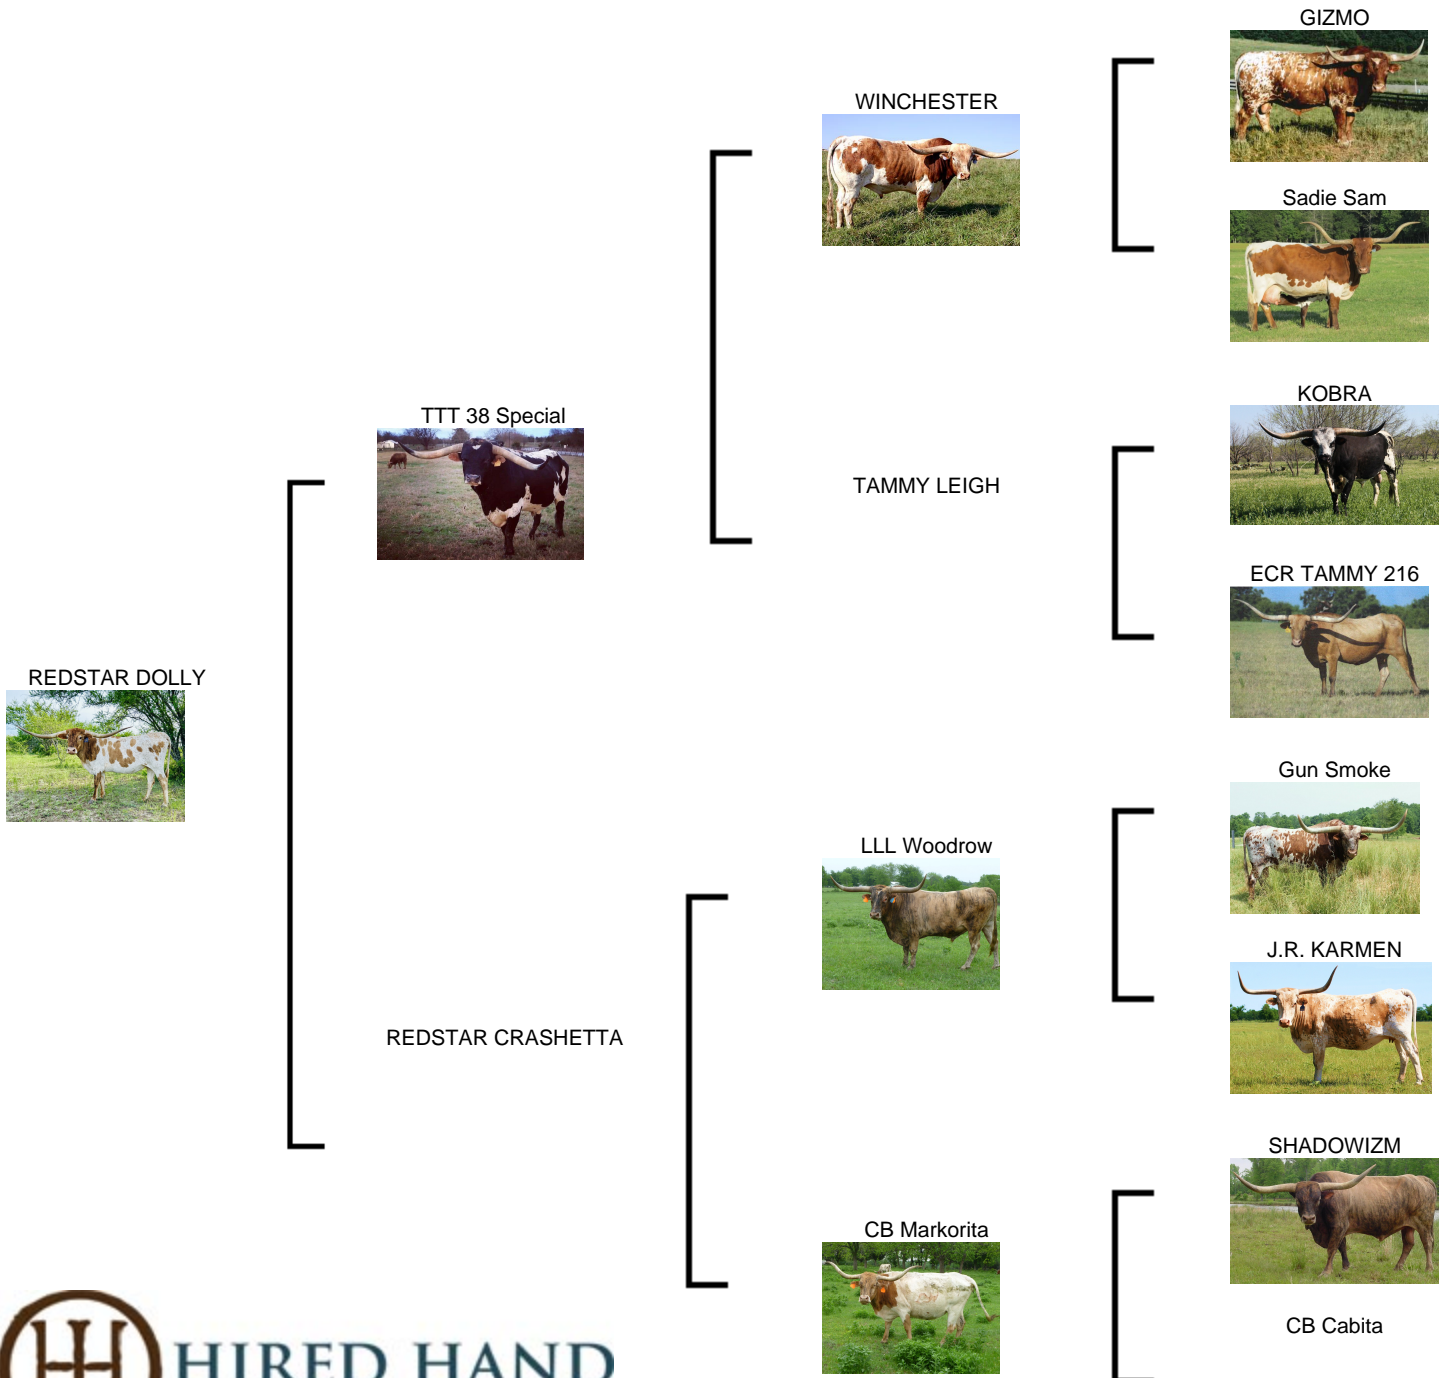 GIZMO
WINCHESTER
Sadie Sam
KOBRA
TTT 38 Special
TAMMY LEIGH
ECR TAMMY 216
REDSTAR DOLLY
Gun Smoke
LLL Woodrow
J.R. KARMEN
REDSTAR CRASHETTA
SHADOWIZM
CB Markorita
CB Cabita
HIRED HAND